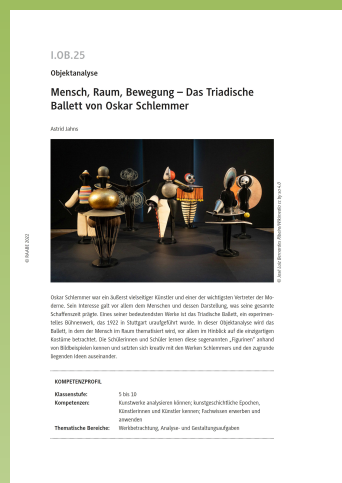 I.OB.25
Objektanalyse
Mensch, Raum, Bewegung – Das Triadische
Ballett von Oskar Schlemmer
Astrid Jahns
© RAABE 2022
Oskar Schlemmer war ein äußerst vielseitiger Künstler und einer der wichtigsten Vertreter der Mo-
derne. Sein Interesse galt vor allem dem Menschen und dessen Darstellung, was seine gesamte
Schaffenszeit prägte. Eines seiner bedeutendsten Werke ist das Triadische Ballett, ein experimen-
telles Bühnenwerk, das 1922 in Stuttgart uraufgeführt wurde. In dieser Objektanalyse wird das
Ballett, in dem der Mensch im Raum thematisiert wird, vor allem im Hinblick auf die einzigartigen
Kostüme betrachtet. Die Schülerinnen und Schüler lernen diese sogenannten „Figurinen" anhand
von Bildbeispielen kennen und setzten sich kreativ mit den Werken Schlemmers und den zugrunde
liegenden Ideen auseinander.
KOMPETENZPROFIL
Klassenstufe: 5 bis 10
Kompetenzen: Kunstwerke analysieren können; kunstgeschichtliche Epochen,
Künstlerinnen und Künstler kennen; Fachwissen erwerben und
anwenden
Thematische Bereiche: Werkbetrachtung, Analyse- und Gestaltungsaufgaben